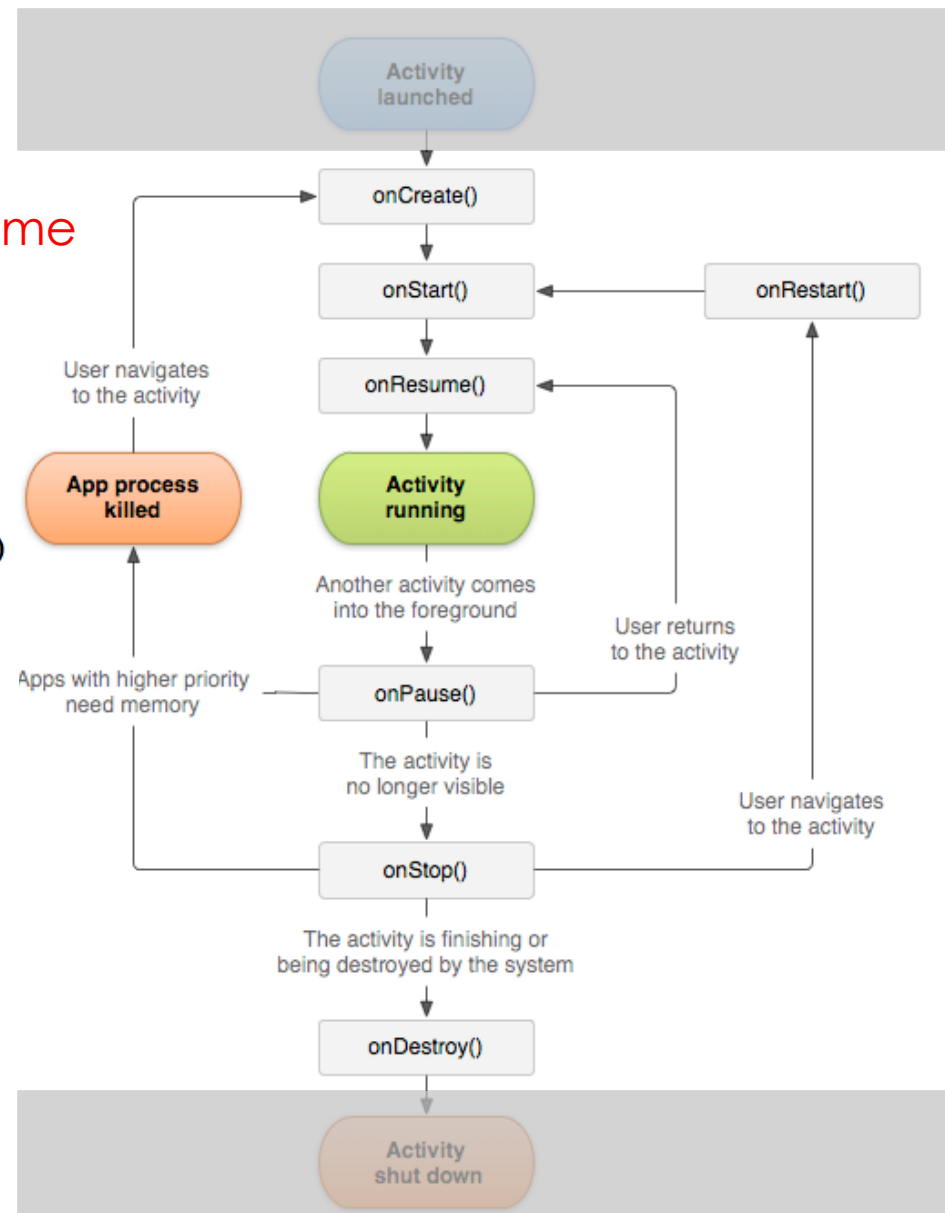 Activity
launched
onCreate()
me
onStart()
onRestart()
onResume()
User navigates
to the activity
App process
killed
Activity
running
Another activity comes
into the foreground
User returns
to the activity
Apps with higher priority
need memory
onPause()
The activity is
no longer visible
User navigates
to the activity
onStop()
The activity is finishing or
being destroyed by the system
onDestroy()
Activity
shut down